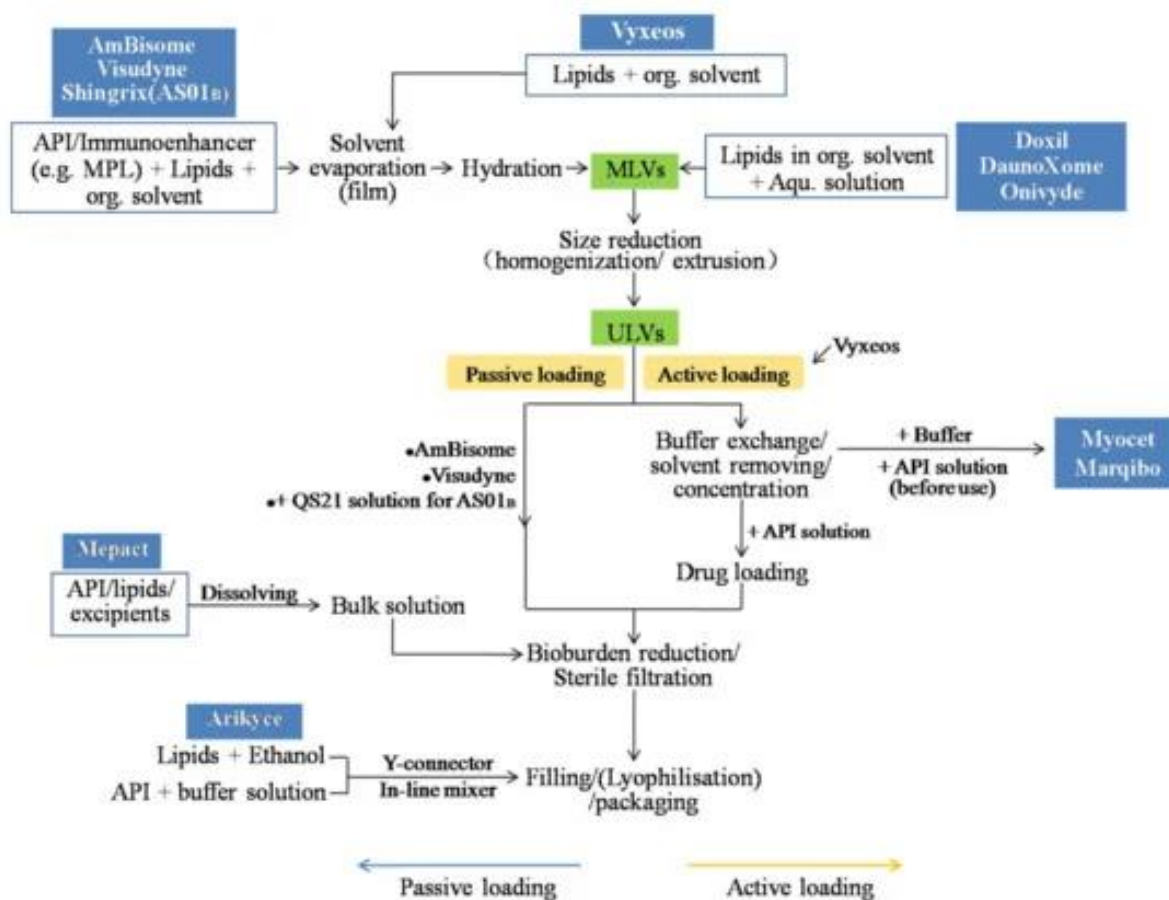 AmBisome
Visudyne
Shingrix(AS01B)
Vyxeos
Lipids + org. solvent
API/Immunoenhancer
(e.g. MPL) + Lipids +
org. solvent
Solvent
evaporation
(film)
Hydration
MLVs
Lipids in org. solvent
+ Aqu. solution
Doxil
DaunoXome
Onivyde
Size reduction
(homogenization/ extrusion)
ULVs
Passive loading
Active loading
Vyxeos
•AmBisome
•Visudyne
•+ QS21 solution for AS01B
Buffer exchange/
solvent removing/
concentration
+ Buffer
+ API solution
(before use)
Myocet
Marqibo
+ API solution
Drug loading
Mepact
API/lipids/
excipients
Dissolving
Bulk solution
Bioburden reduction/
Sterile filtration
Arikyce
Lipids + Ethanol
API + buffer solution
Y-connector
In-line mixer
Filling/(Lyophilisation)
/packaging
Passive loading
Active loading